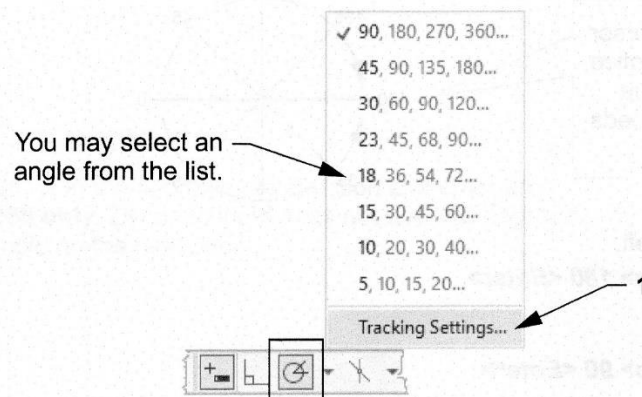 90, 180, 270, 360...
45, 90, 135, 180...
30, 60, 90, 120...
23, 45, 68, 90...
You may select an
angle from the list.
18, 36, 54, 72...
15, 30, 45, 60...
10, 20, 30, 40...
5, 10, 15, 20...
1
Tracking Settings...